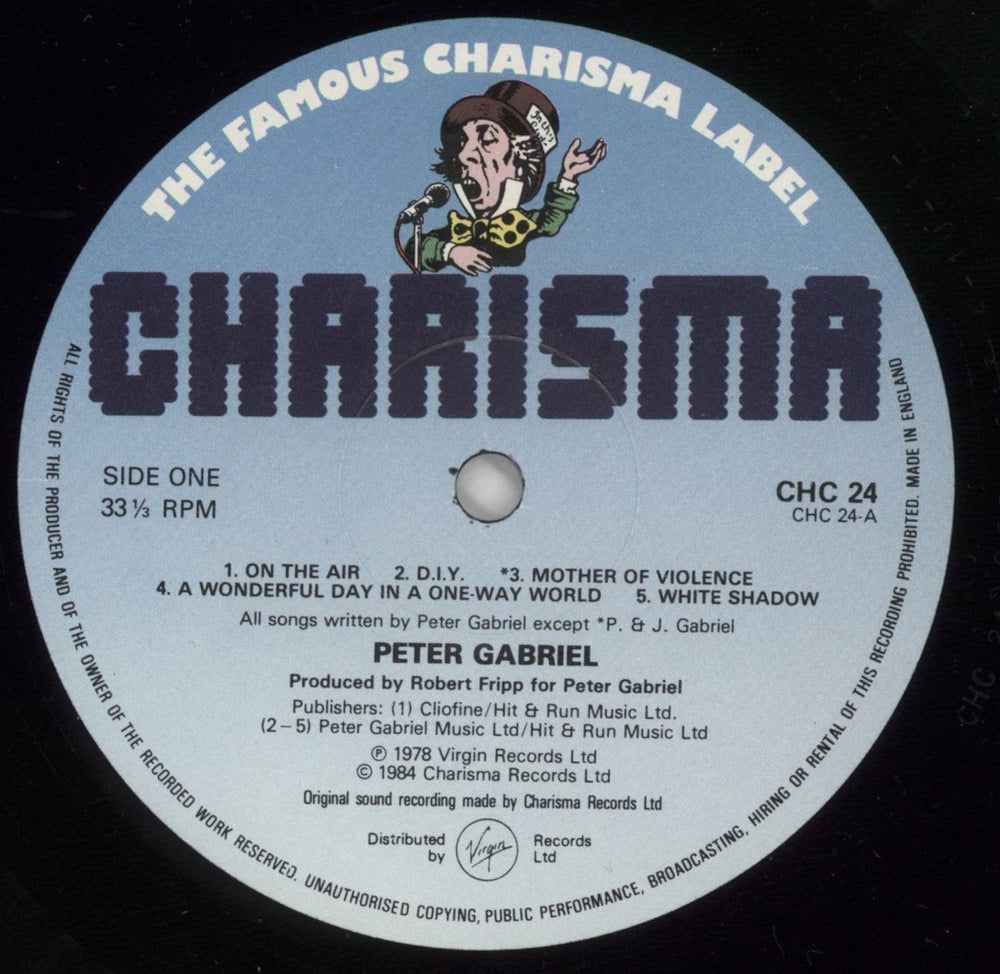 THE FAMOUS CHARISMA LABEL
CHARISMA
SIDE ONE
33⅓ RPM
CHC 24
CHC 24-A
1. ON THE AIR 2. D.I.Y. *3. MOTHER OF VIOLENCE
4. A WONDERFUL DAY IN A ONE-WAY WORLD 5. WHITE SHADOW
All songs written by Peter Gabriel except *P. & J. Gabriel
PETER GABRIEL
Produced by Robert Fripp for Peter Gabriel
Publishers: (1) Cliofine/Hit & Run Music Ltd.
(2–5) Peter Gabriel Music Ltd/Hit & Run Music Ltd
℗ 1978 Virgin Records Ltd
© 1984 Charisma Records Ltd
Original sound recording made by Charisma Records Ltd
Distributed by Virgin Records Ltd
ALL RIGHTS OF THE PRODUCER AND OF THE OWNER OF THE RECORDED WORK RESERVED. UNAUTHORISED COPYING, PUBLIC PERFORMANCE, BROADCASTING, HIRING OR RENTAL OF THIS RECORDING PROHIBITED. MADE IN ENGLAND